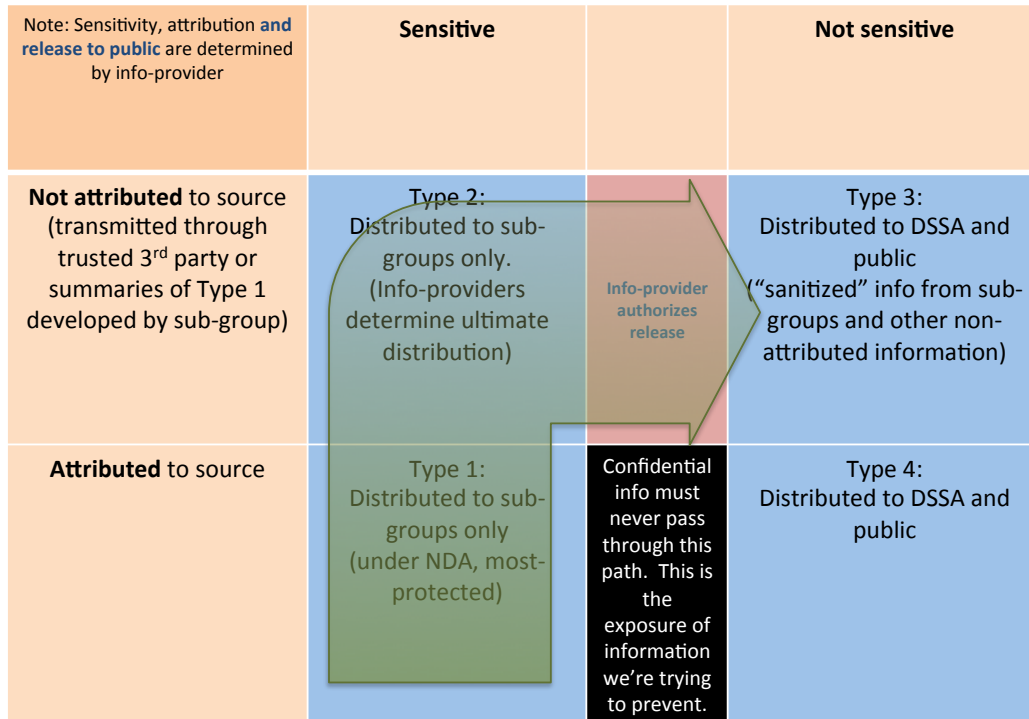 Note: Sensitivity, attribution and
release to public are determined
by info-provider
Sensitive
Not sensitive
Not attributed to source
(transmitted through
trusted 3rd party or
summaries of Type 1
developed by sub-group)
Type 2:
Distributed to sub-
groups only.
(Info-providers
determine ultimate
distribution)
Info-provider
authorizes
release
Type 3:
Distributed to DSSA and
public
(“sanitized” info from sub-
groups and other non-
attributed information)
Attributed to source
Type 1:
Distributed to sub-
groups only
(under NDA, most-
protected)
Confidential
info must
never pass
through this
path.  This is
the
exposure of
information
we’re trying
to prevent.
Type 4:
Distributed to DSSA and
public